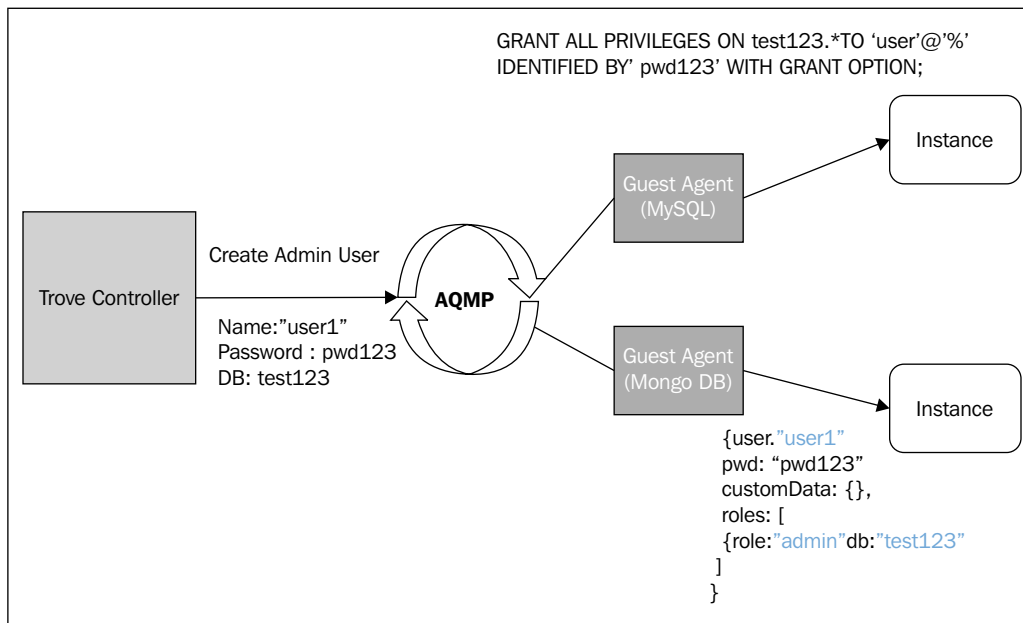 GRANT ALL PRIVILEGES ON test123.*TO ‘user’@’%’
IDENTIFIED BY’ pwd123’ WITH GRANT OPTION;
Instance
Guest Agent
(MySQL)
Create Admin User
Trove Controller
AQMP
Name:”user1”
Password : pwd123
DB: test123
Guest Agent
(Mongo DB)
Instance
{user.”user1”
pwd: “pwd123”
customData: {},
roles: [
{role:”admin”db:”test123”
]
}